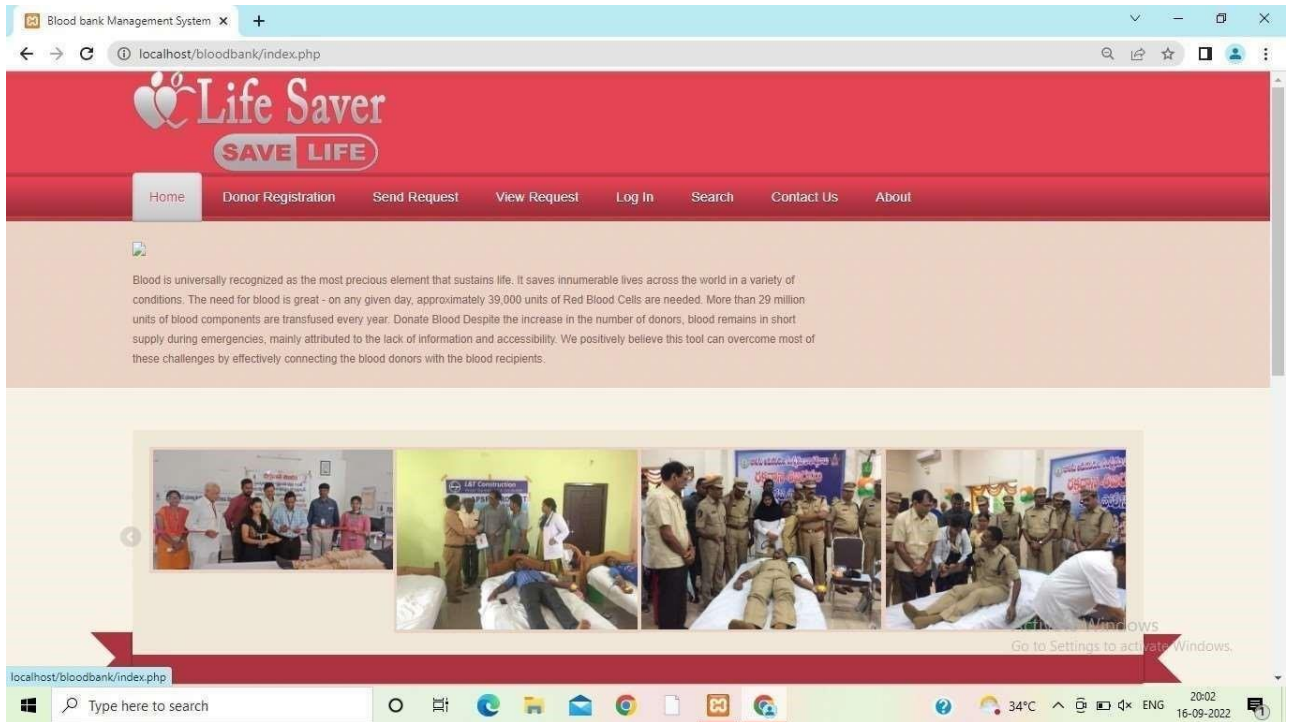 Blood bank Management System
localhost/bloodbank/index.php
Life Saver
SAVE LIFE
Home Donor Registration Send Request View Request Log In Search Contact Us About
Blood is universally recognized as the most precious element that sustains life. It saves innumerable lives across the world in a variety of
conditions. The need for blood is great - on any given day, approximately 39,000 units of Red Blood Cells are needed. More than 29 million
units of blood components are transfused every year. Donate Blood Despite the increase in the number of donors, blood remains in short
supply during emergencies, mainly attributed to the lack of information and accessibility. We positively believe this tool can overcome most of
these challenges by effectively connecting the blood donors with the blood recipients.
L&T Construction
Activate Windows
Go to Settings to activate Windows.
localhost/bloodbank/index.php
Type here to search
34°C
ENG
20:02
16-09-2022
1